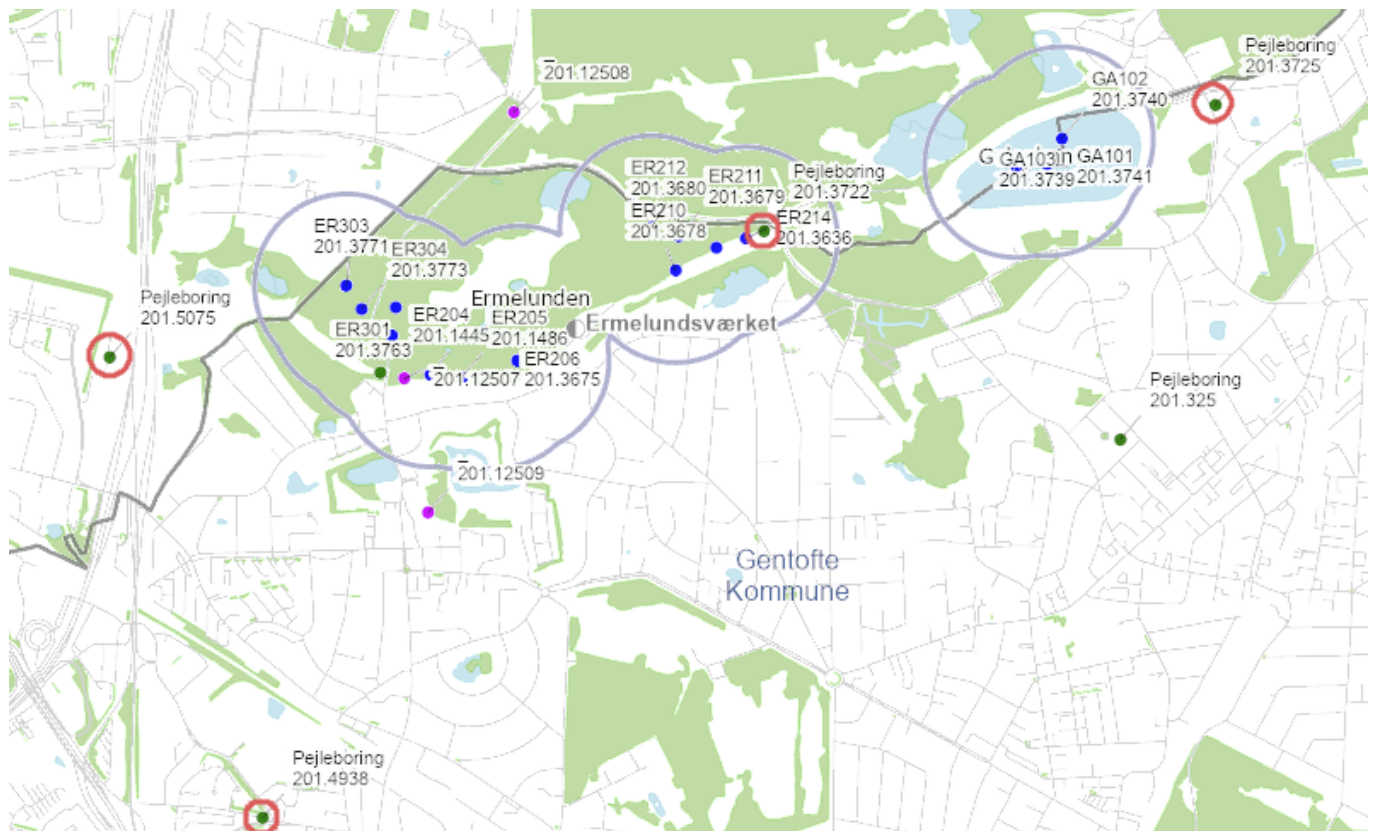 201.12508
Pejleboring
201.3725
GA102
201.3740
GA103
201.3739
GA101
201.3741
ER212
201.3680
ER211
201.3679
Pejleboring
201.3722
ER210
201.3678
ER214
201.3636
ER303
201.3771
ER304
201.3773
Pejleboring
201.5075
Ermelunden
ER301
201.3763
ER204
201.1445
ER205
201.1486
Ermelundsværket
ER206
201.3675
201.12507
Pejleboring
201.325
201.12509
Gentofte
Kommune
Pejleboring
201.4938